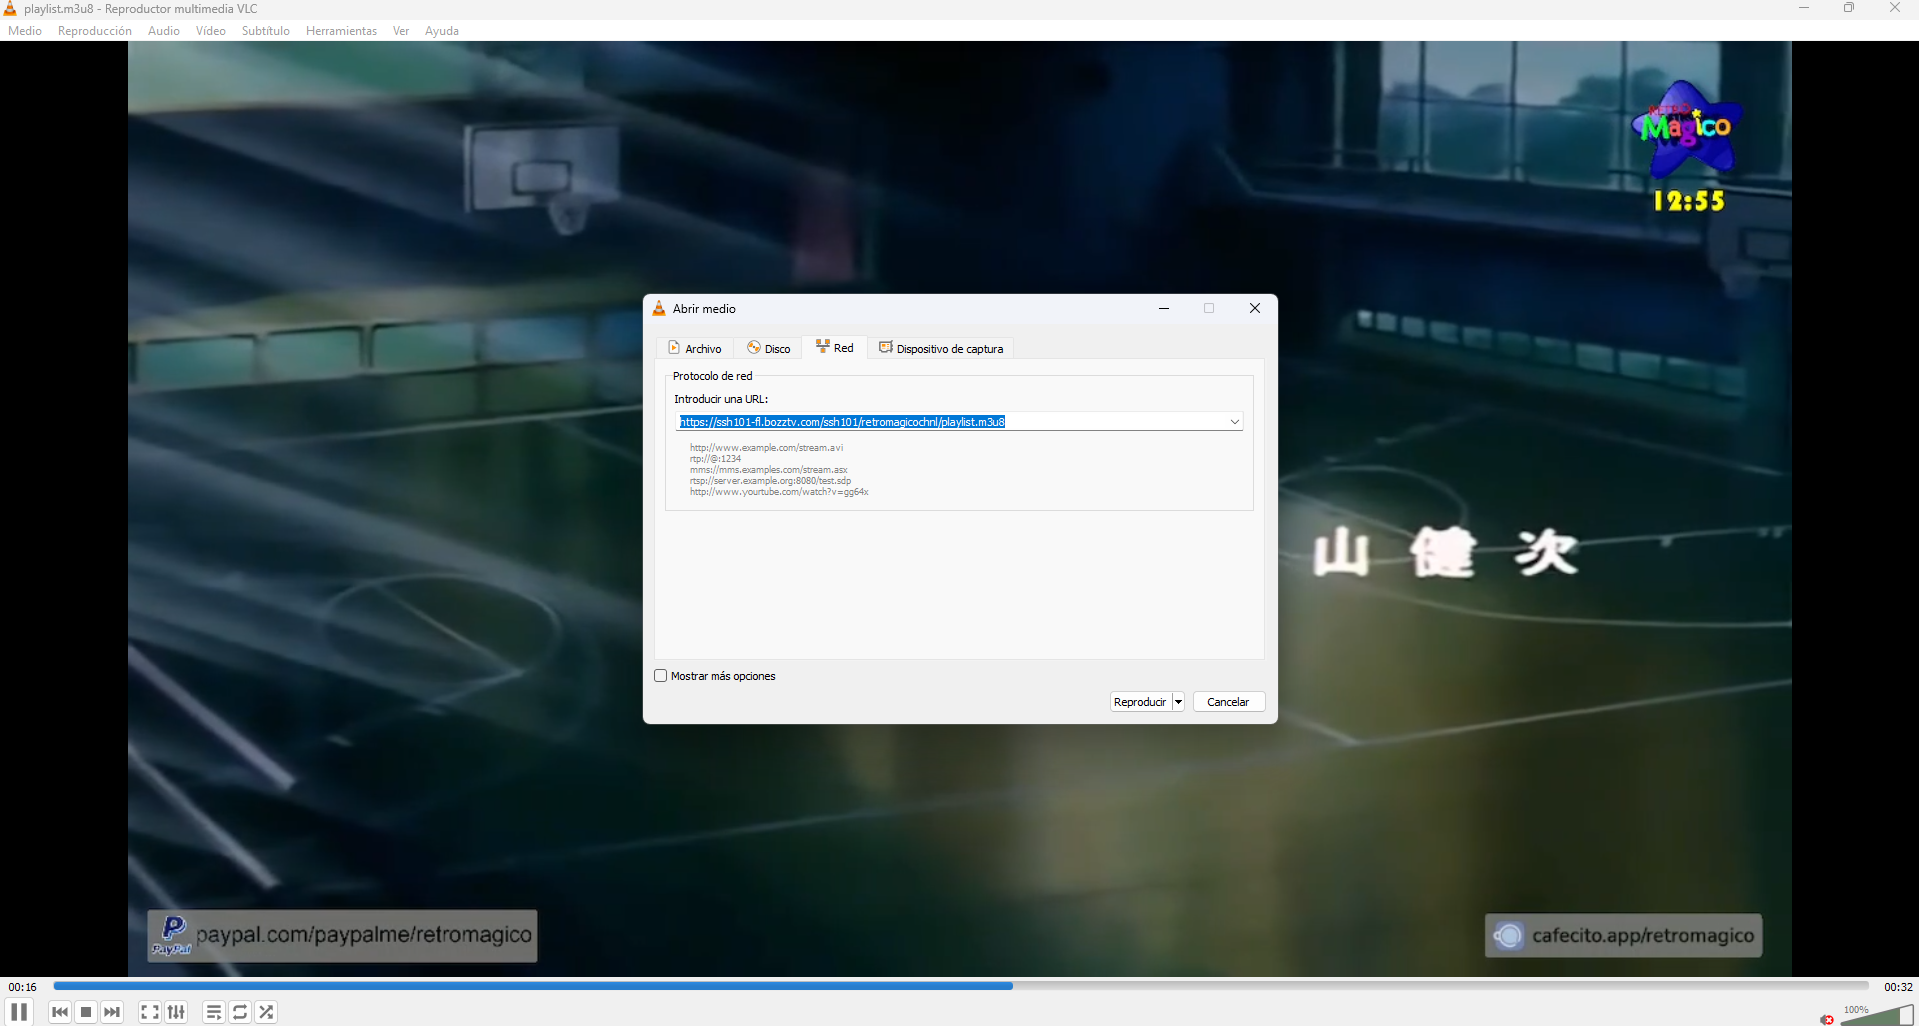 playlist.m3u8 - Reproductor multimedia VLC
Medio Reproducción Audio Vídeo Subtítulo Herramientas Ver Ayuda
RETRO
Magico
12:55
Abrir medio
Archivo Disco Red Dispositivo de captura
Protocolo de red
Introducir una URL:
https://ssh101-fl.bozztv.com/ssh101/retromagicochnl/playlist.m3u8
http://www.example.com/stream.avi
rtp://@:1234
mms://mms.examples.com/stream.asx
rtsp://server.example.org:8080/test.sdp
http://www.yourtube.com/watch?v=gg64x
山 健 次
Mostrar más opciones
Reproducir Cancelar
PayPal paypal.com/paypalme/retromagico
cafecito.app/retromagico
00:16 00:32
100%